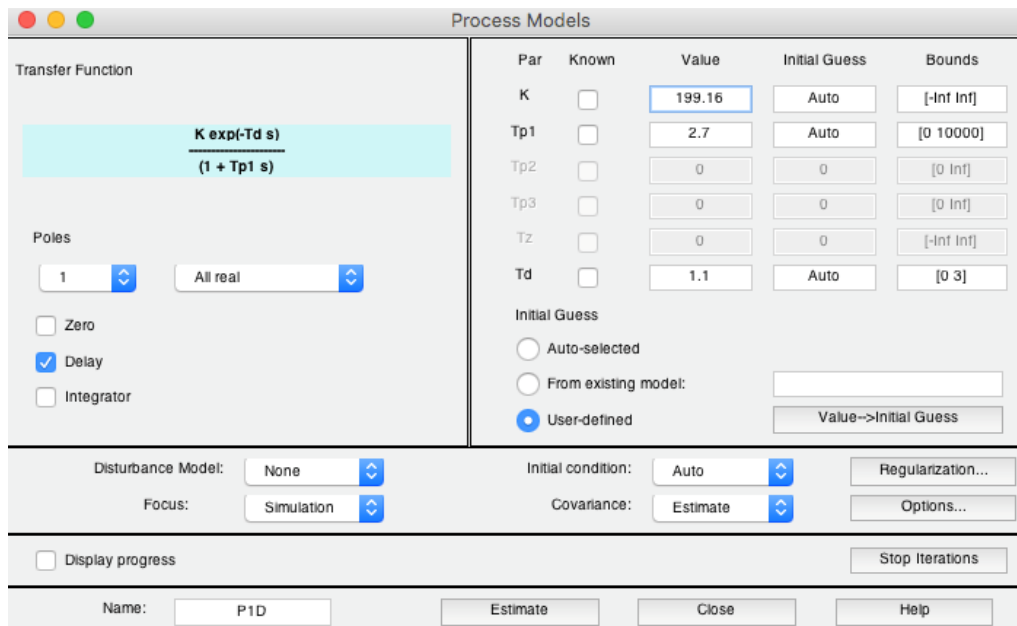 Process Models
Transfer Function
K exp(-Td s)
(1 + Tp1 s)
Poles
1 All real
Zero
Delay
Integrator
Par Known Value Initial Guess Bounds
K 199.16 Auto [-Inf Inf]
Tp1 2.7 Auto [0 10000]
Tp2 0 0 [0 Inf]
Tp3 0 0 [0 Inf]
Tz 0 0 [-Inf Inf]
Td 1.1 Auto [0 3]
Initial Guess
Auto-selected
From existing model:
User-defined Value-->Initial Guess
Disturbance Model: None Initial condition: Auto Regularization...
Focus: Simulation Covariance: Estimate Options...
Display progress Stop Iterations
Name: P1D Estimate Close Help